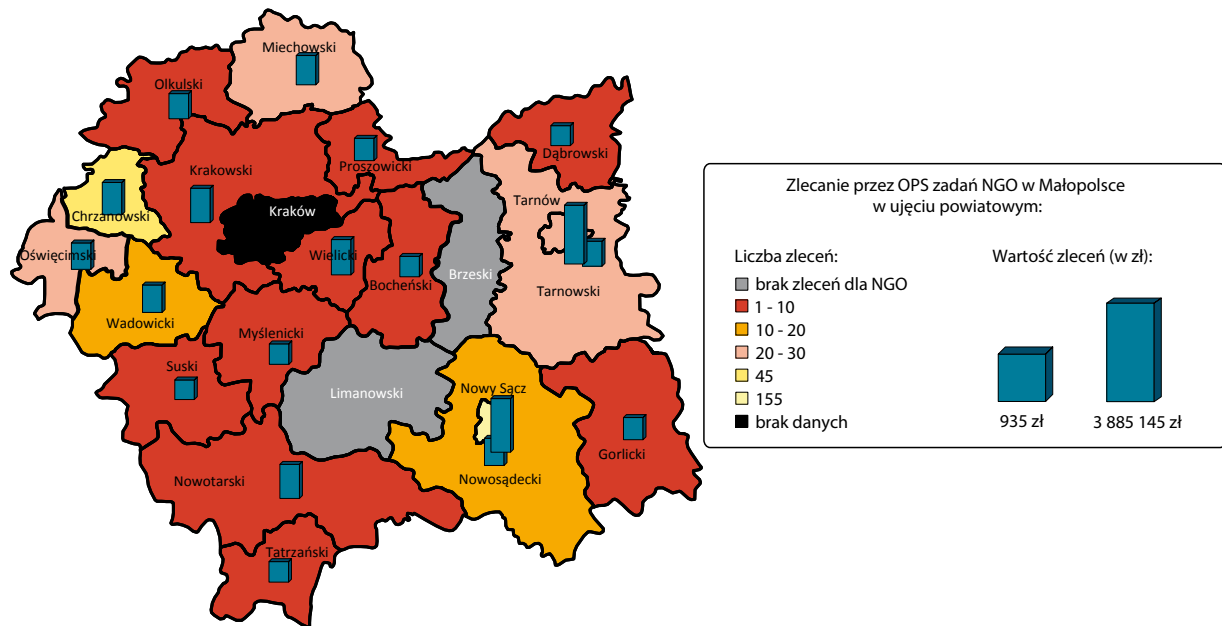 Miechowski
Olkulski
Dąbrowski
Proszowicki
Krakowski
Tarnów
Kraków
Chrzanowski
Oświęcimski
Wielicki
Bocheński
Brzeski
Tarnowski
Wadowicki
Myślenicki
Suski
Limanowski
Nowy Sącz
Gorlicki
Nowotarski
Nowosądecki
Tatrzański
Zlecanie przez OPS zadań NGO w Małopolsce
w ujęciu powiatowym:
Liczba zleceń:
brak zleceń dla NGO
1 - 10
10 - 20
20 - 30
45
155
brak danych
Wartość zleceń (w zł):
935 zł
3 885 145 zł